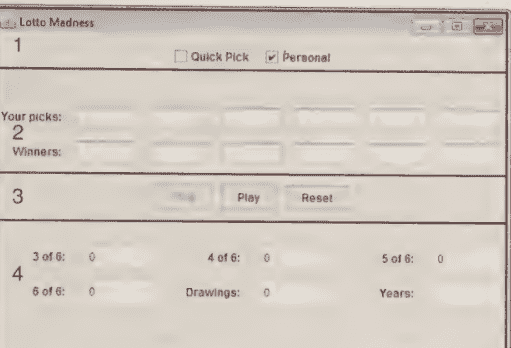 Lotto Madness
1
Quick Pick Personal
Your picks:
2
Winners:
3
Play Reset
3 of 6: 0 4 of 6: 0 5 of 6: 0
4
6 of 6: 0 Drawings: 0 Years: